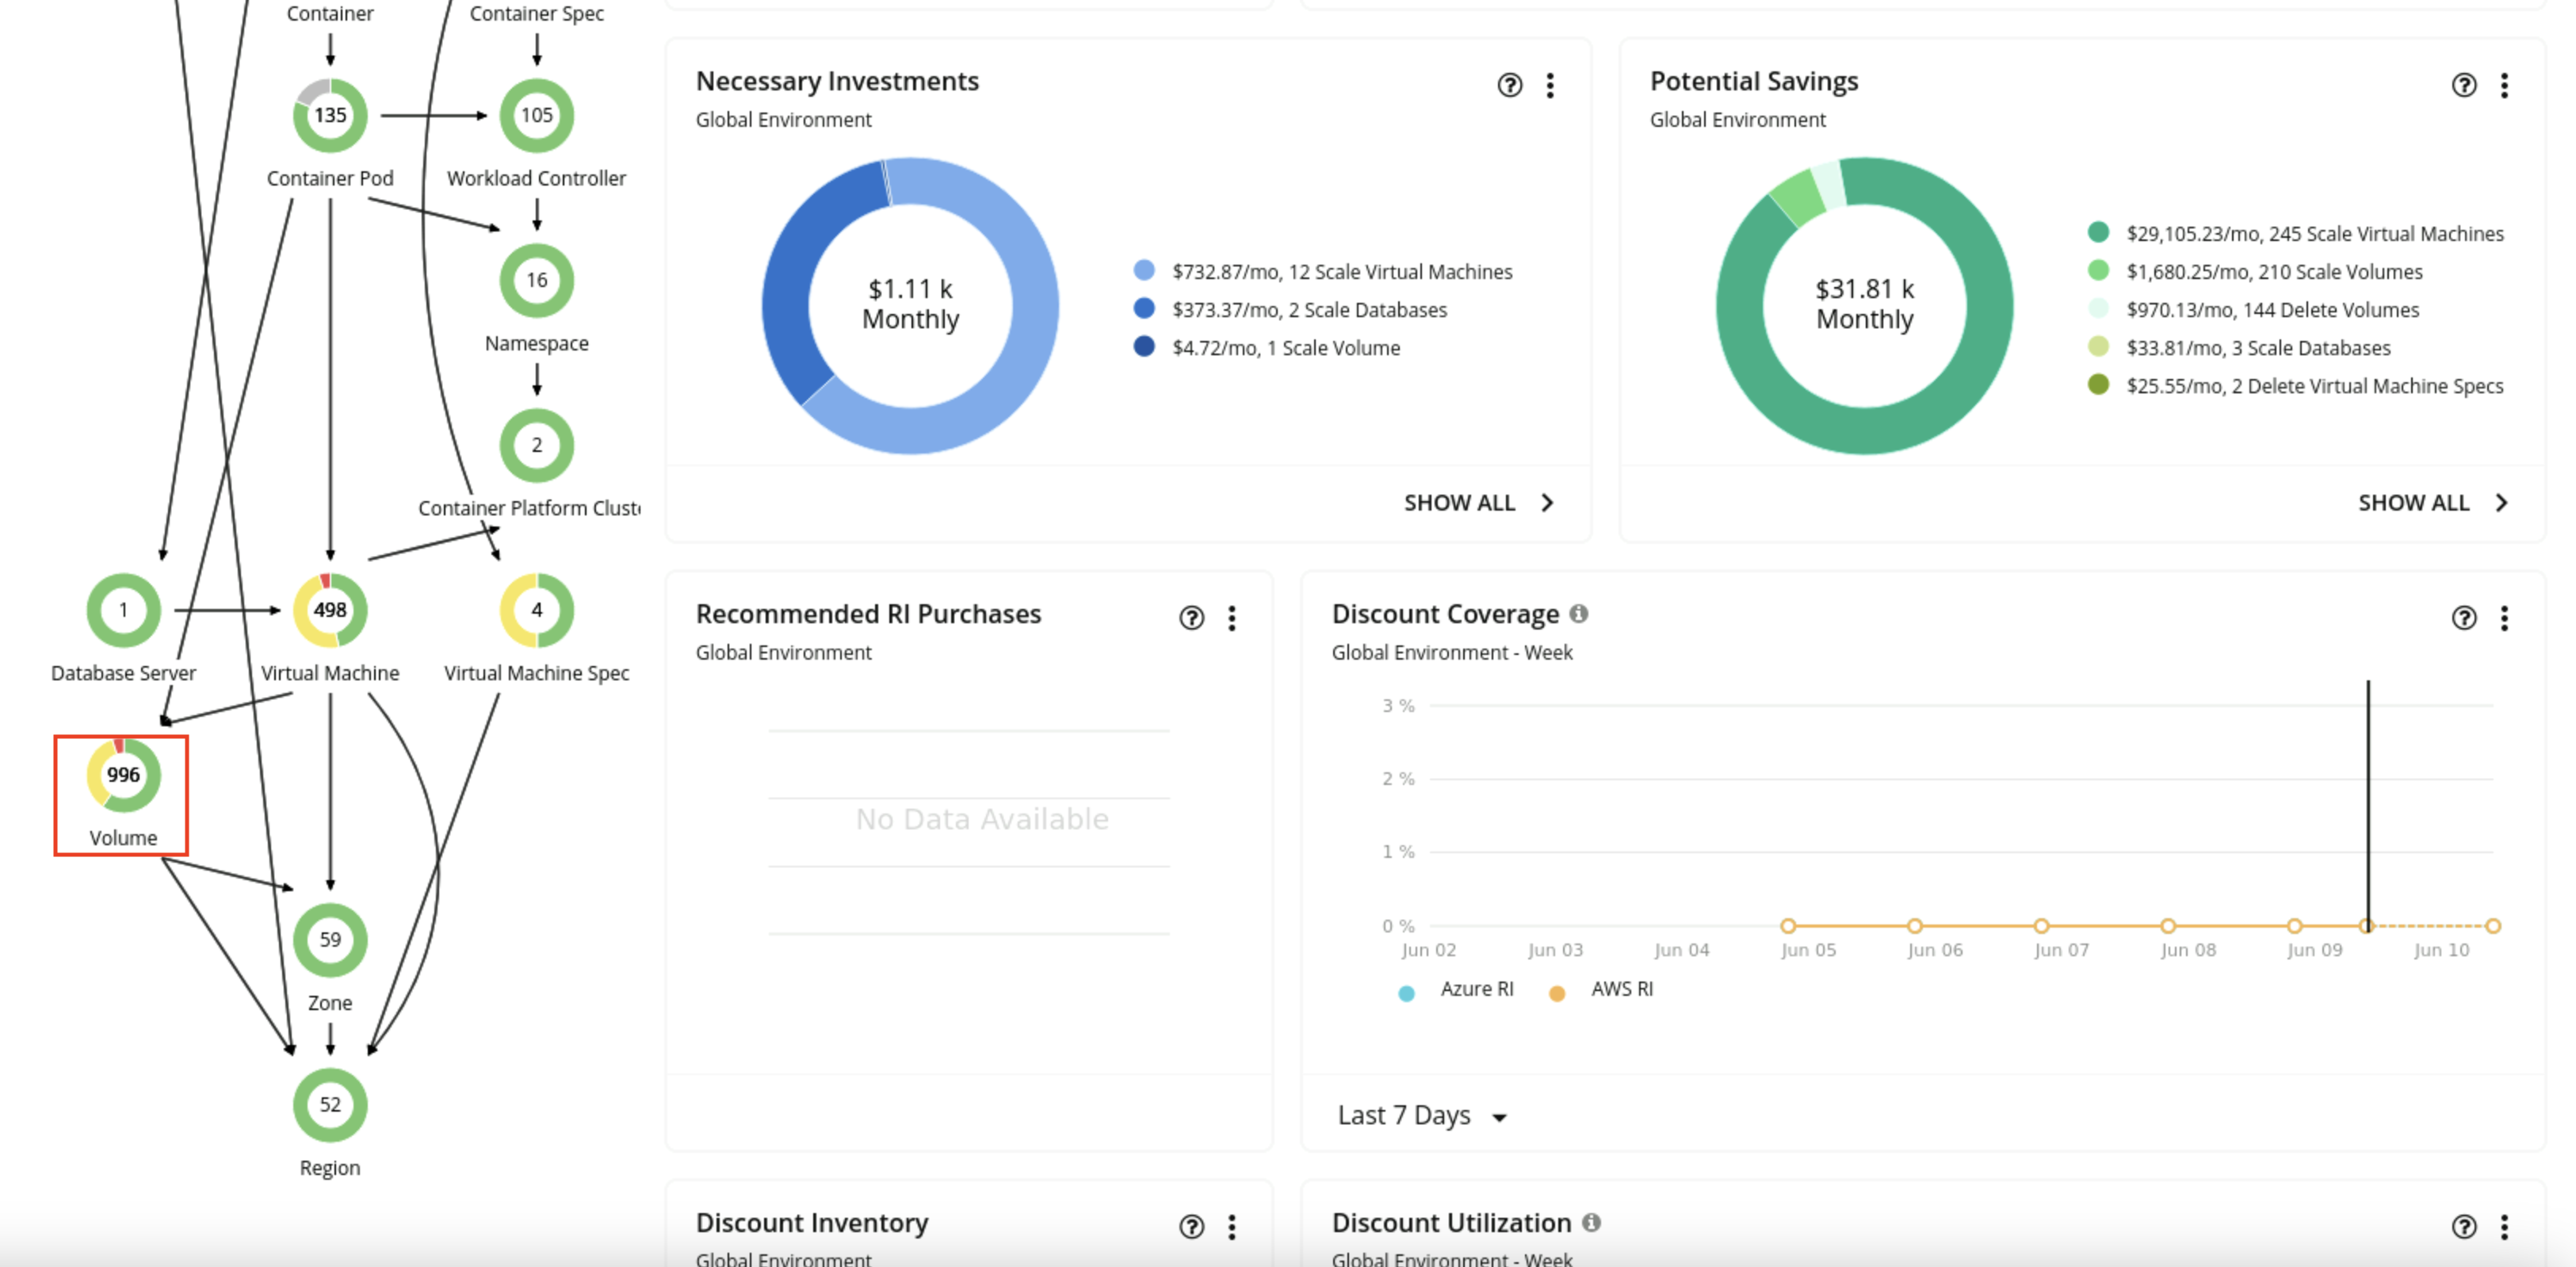 Container
Container Spec
135
105
Container Pod
Workload Controller
16
Namespace
2
Container Platform
1
498
4
Database Server
Virtual Machine
Virtual Machine Spec
996
Volume
59
Zone
52
Region
Necessary Investments
Global Environment
$1.11 k
Monthly
$732.87/mo, 12 Scale Virtual Machines
$373.37/mo, 2 Scale Databases
$4.72/mo, 1 Scale Volume
SHOW ALL
Potential Savings
Global Environment
$31.81 k
Monthly
$29,105.23/mo, 245 Scale Virtual Machines
$1,680.25/mo, 210 Scale Volumes
$970.13/mo, 144 Delete Volumes
$33.81/mo, 3 Scale Databases
$25.55/mo, 2 Delete Virtual Machine Specs
SHOW ALL
Recommended RI Purchases
Global Environment
No Data Available
Discount Coverage
Global Environment - Week
3 %
2 %
1 %
0 %
Jun 02 Jun 03 Jun 04 Jun 05 Jun 06 Jun 07 Jun 08 Jun 09 Jun 10
Azure RI AWS RI
Last 7 Days
Discount Inventory
Global Environment
Discount Utilization
Global Environment - Week